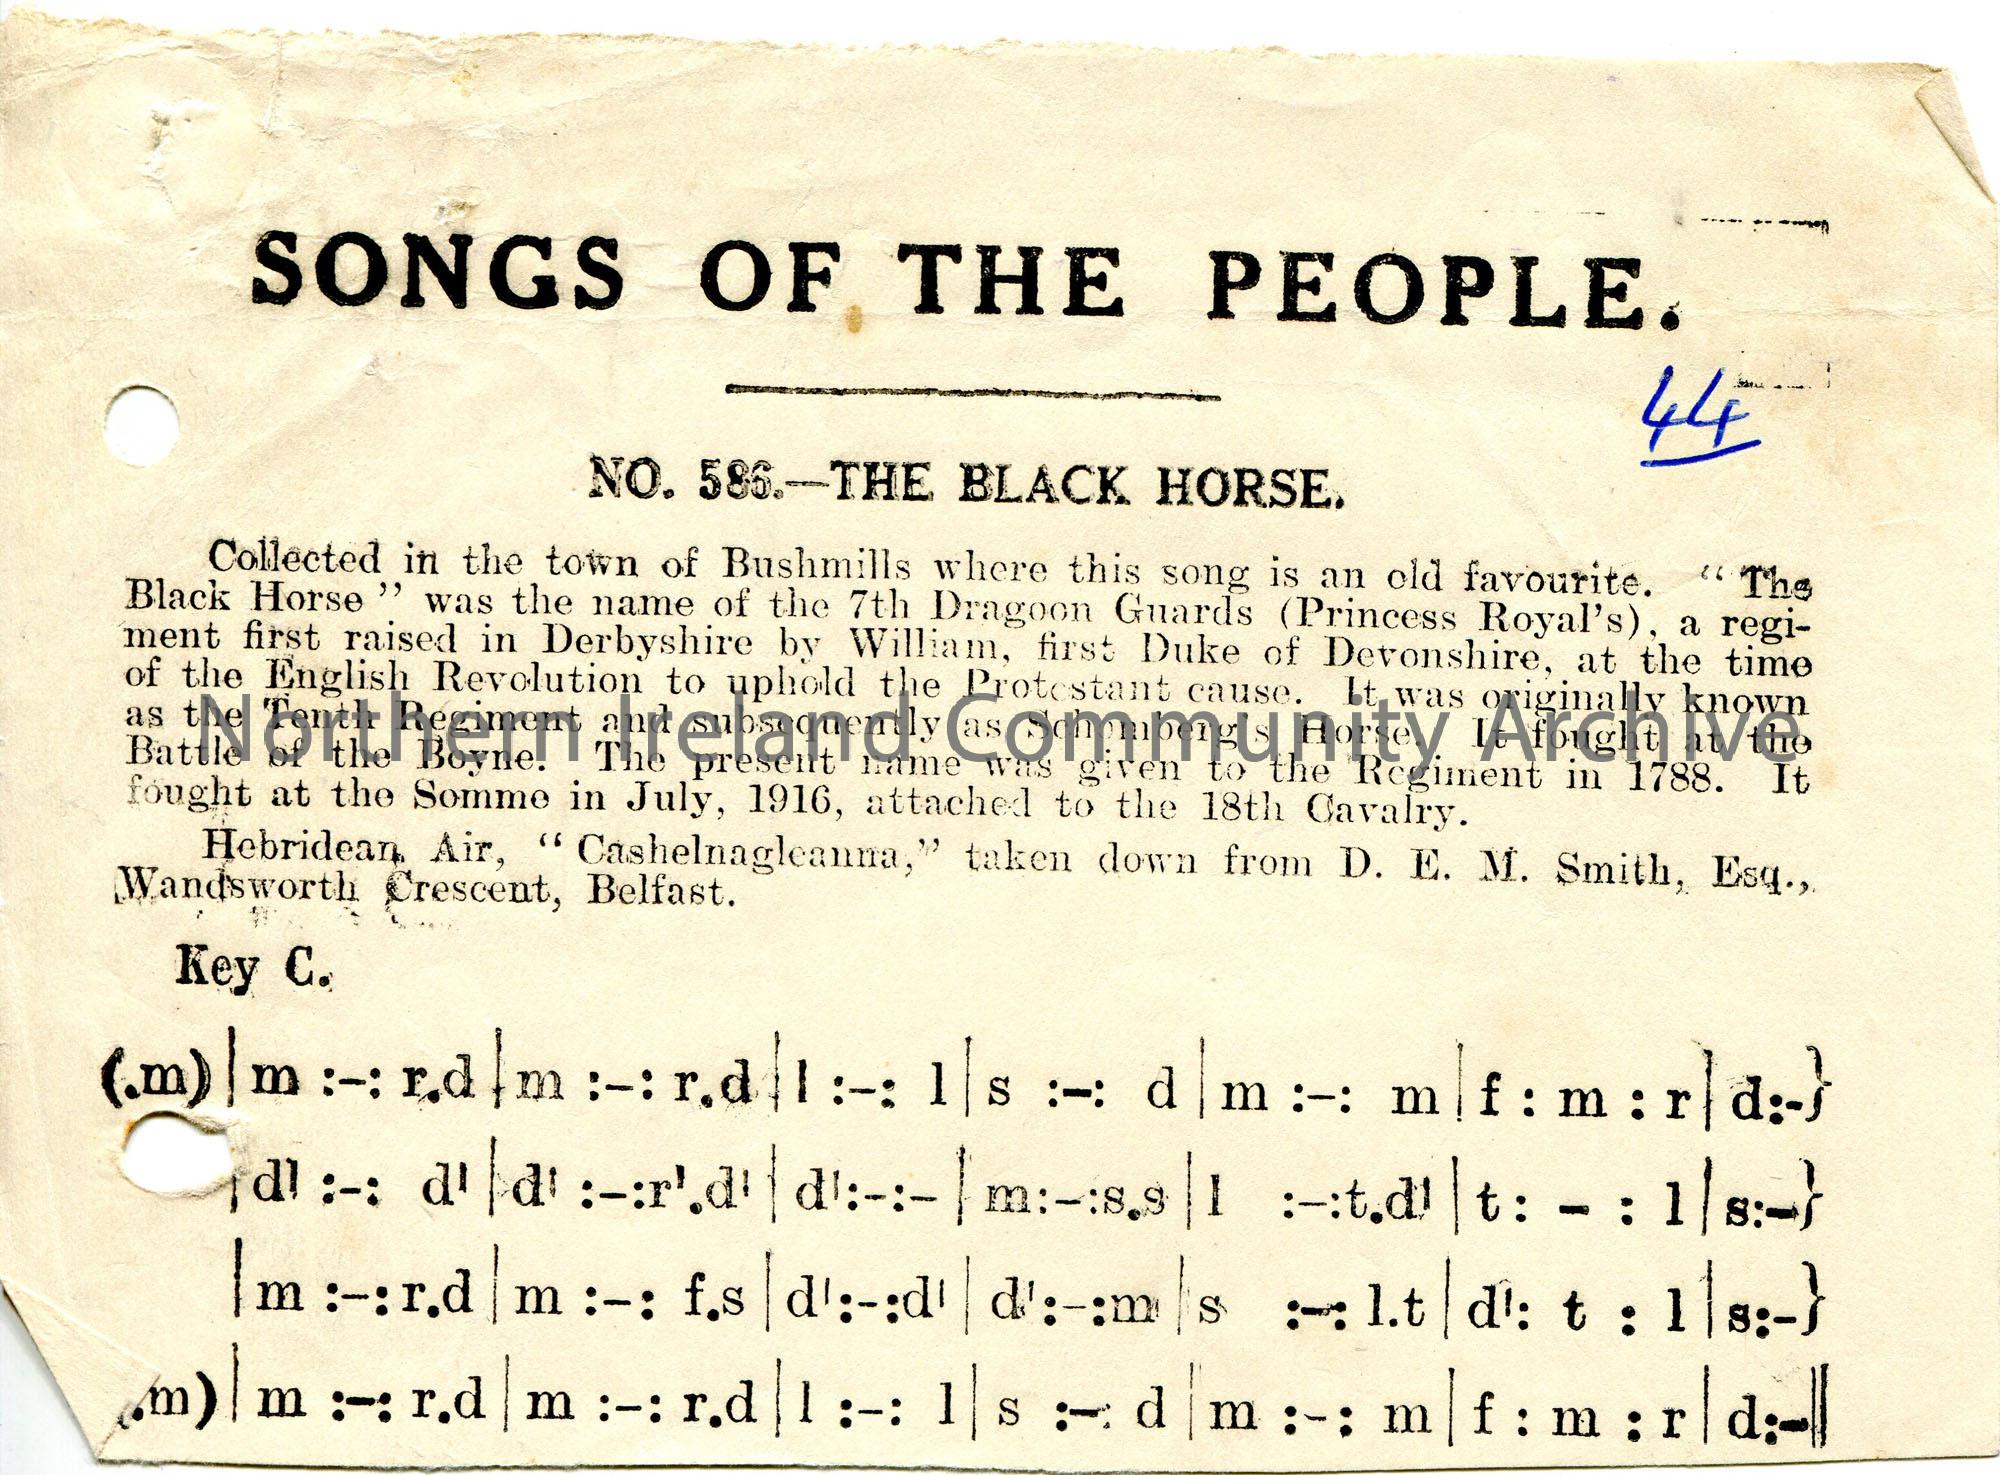 SONGS OF THE PEOPLE.
44
NO. 586.—THE BLACK HORSE.
Collected in the town of Bushmills where this song is an old favourite. "The
Black Horse" was the name of the 7th Dragoon Guards (Princess Royal's), a regi-
ment first raised in Derbyshire by William, first Duke of Devonshire, at the time
of the English Revolution to uphold the Protestant cause. It was originally known
as the Tenth Regiment and subsequently as Schomberg's Horse. It fought at the
Northern Ireland Community Archive
Battle of the Boyne. The present name was given to the Regiment in 1788. It
fought at the Somme in July, 1916, attached to the 18th Cavalry.
Hebridean Air, "Cashelnagleanna," taken down from D. E. M. Smith, Esq.,
Wandsworth Crescent, Belfast.
Key C.
(.m) | m :–: r.d | m :–: r.d | l :–: l | s :–: d | m :–: m | f : m : r | d:-}
| d' :–: d' | d' :–:r'.d' | d':–:– | m:–:s.s | l :–:t.d' | t : – : l | s:–}
| m :–: r.d | m :–: f.s | d':–:d' | d':–:m | s :–: l.t | d': t : l | s:–}
.m) | m :–: r.d | m :–: r.d | l :–: l | s :–: d | m :–: m | f : m : r | d:–||